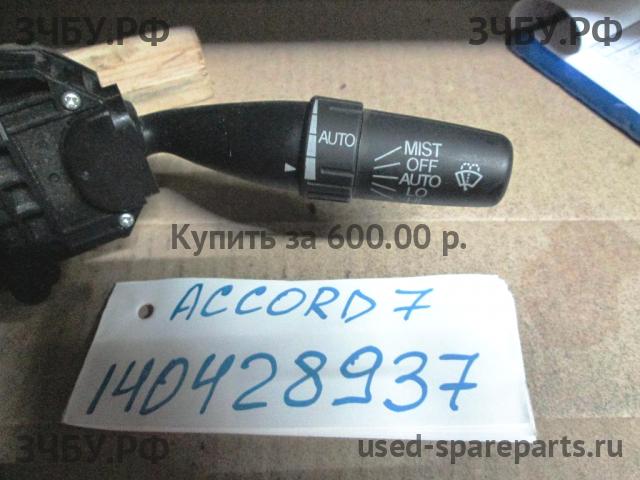 ЗЧБУ.РФ
ЗЧБУ.РФ
AUTO
MIST
OFF
AUTO
LO
Купить за 600.00 р.
ACCORD 7
140428937
ЗЧБУ.РФ
used-spareparts.ru